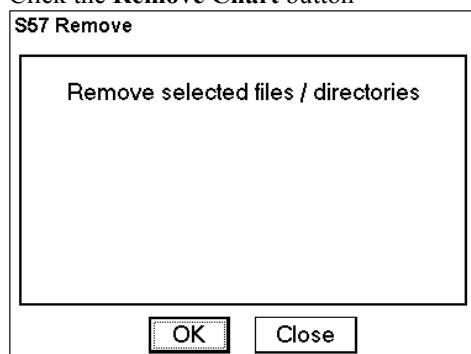 Click the Remove Chart button
S57 Remove
Remove selected files / directories
OK
Close